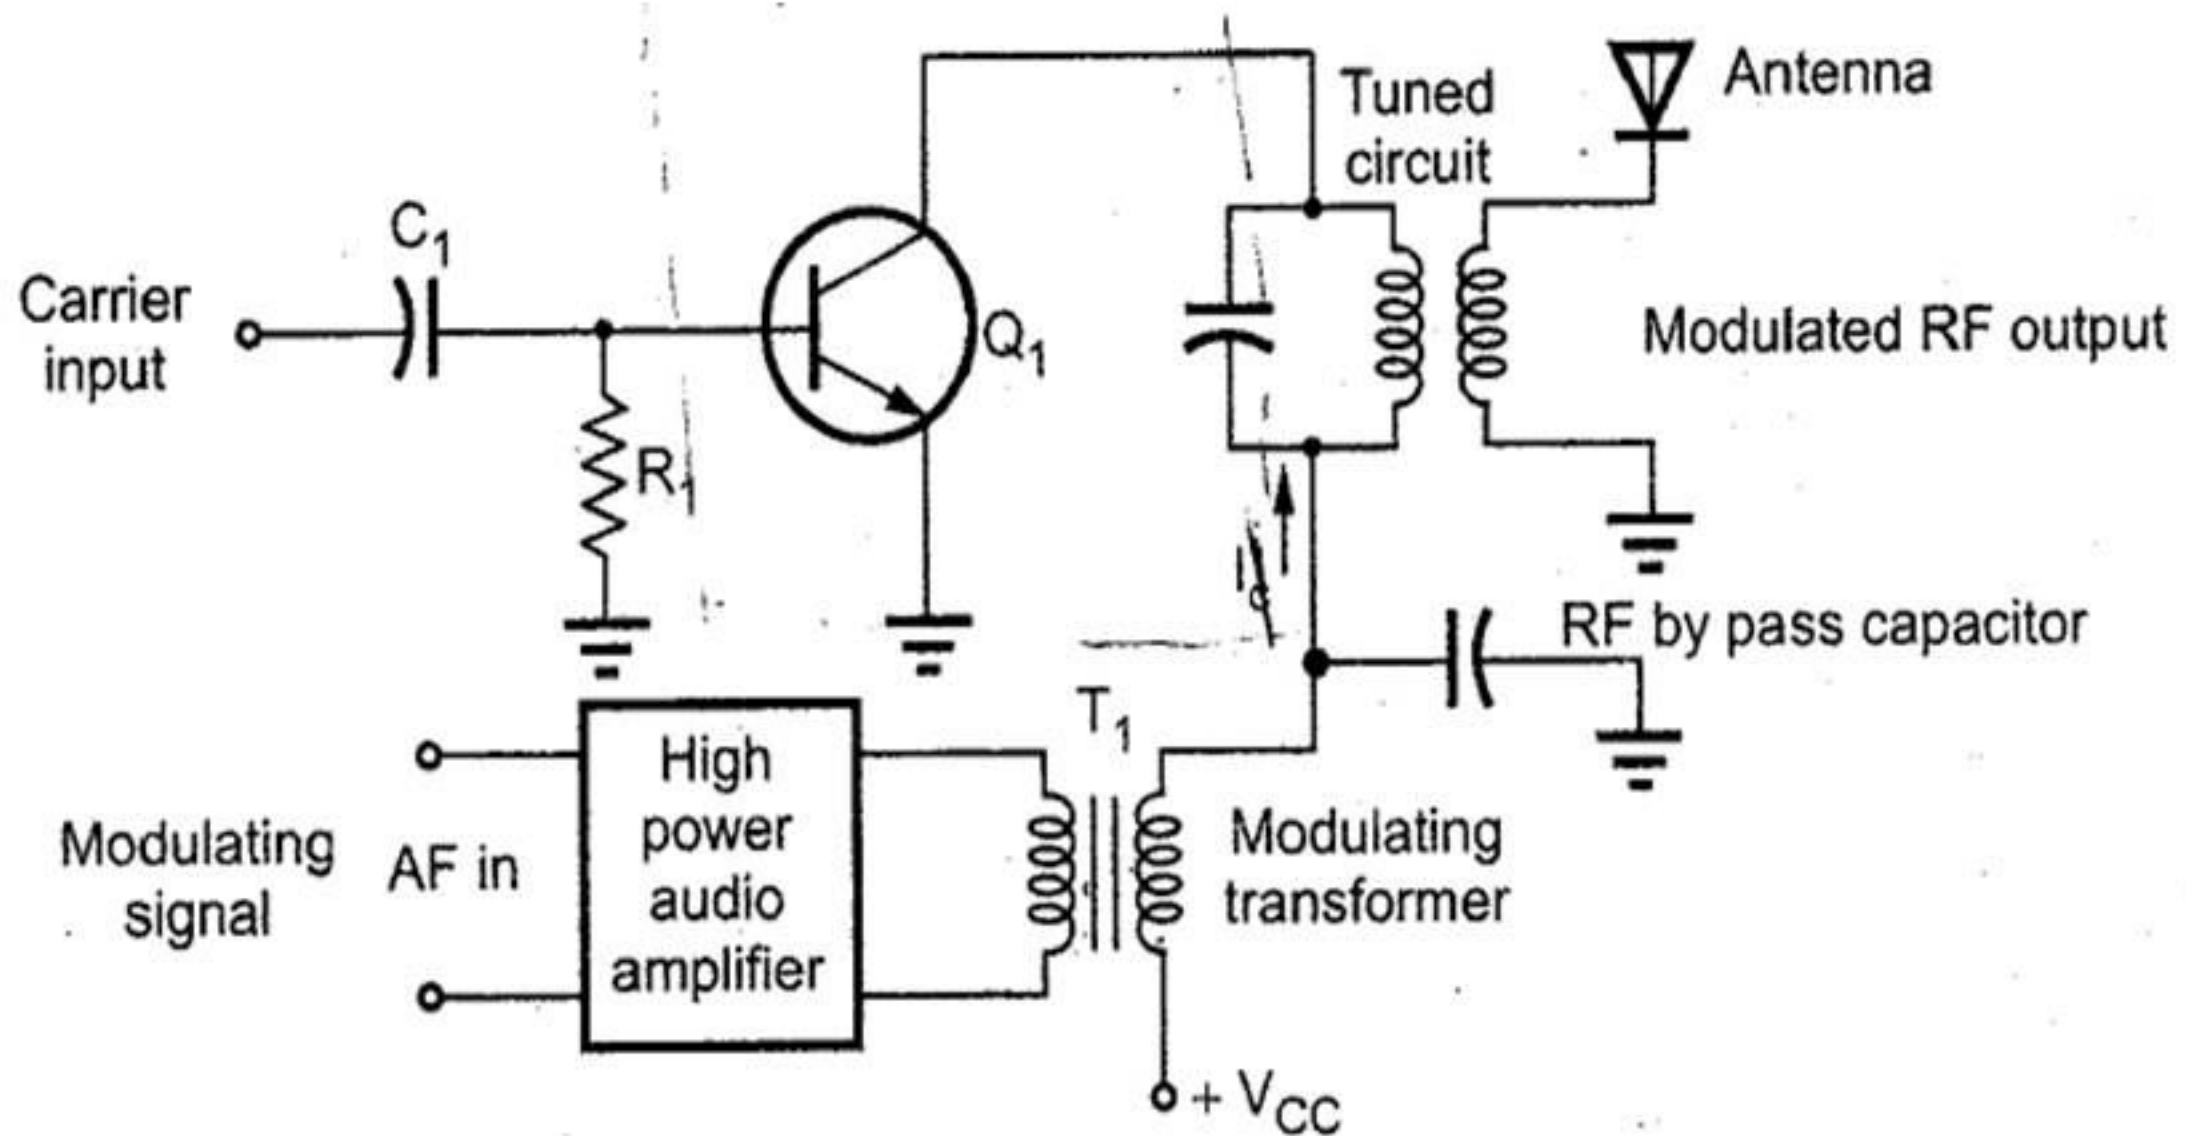 Tuned
circuit
Antenna
C1
Carrier
input
Q1
Modulated RF output
R1
Ic
RF by pass capacitor
T1
High
power
audio
amplifier
Modulating
signal
AF in
Modulating
transformer
+ VCC